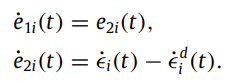 ė₁ᵢ(t) = e₂ᵢ(t),
ė₂ᵢ(t) = ϵ̇ᵢ(t) − ϵ̇ᵢᵈ(t).